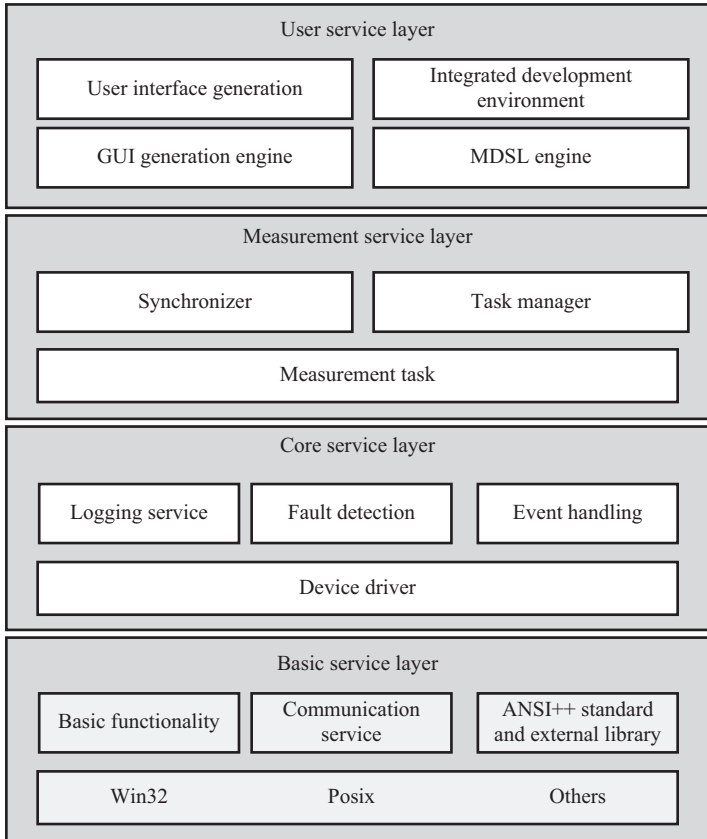 User service layer
User interface generation
Integrated development
environment
GUI generation engine
MDSL engine
Measurement service layer
Synchronizer
Task manager
Measurement task
Core service layer
Logging service
Fault detection
Event handling
Device driver
Basic service layer
Basic functionality
Communication
service
ANSI++ standard
and external library
Win32
Posix
Others